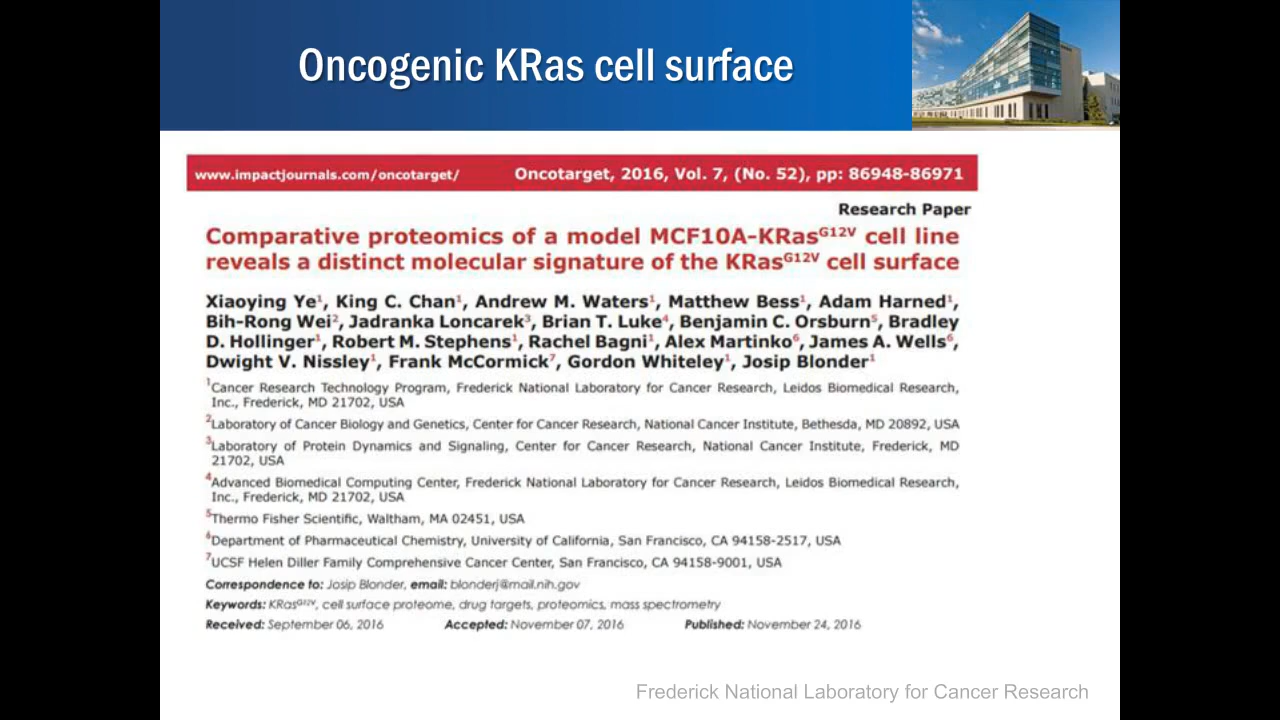 Oncogenic KRas cell surface
www.impactjournals.com/oncotarget/ Oncotarget, 2016, Vol. 7, (No. 52), pp: 86948-86971
Research Paper
Comparative proteomics of a model MCF10A-KRasG12V cell line
reveals a distinct molecular signature of the KRasG12V cell surface
Xiaoying Ye1, King C. Chan1, Andrew M. Waters1, Matthew Bess1, Adam Harned1,
Bih-Rong Wei2, Jadranka Loncarek3, Brian T. Luke4, Benjamin C. Orsburn5, Bradley
D. Hollinger1, Robert M. Stephens1, Rachel Bagni1, Alex Martinko6, James A. Wells6,
Dwight V. Nissley1, Frank McCormick7, Gordon Whiteley1, Josip Blonder1
1Cancer Research Technology Program, Frederick National Laboratory for Cancer Research, Leidos Biomedical Research,
Inc., Frederick, MD 21702, USA
2Laboratory of Cancer Biology and Genetics, Center for Cancer Research, National Cancer Institute, Bethesda, MD 20892, USA
3Laboratory of Protein Dynamics and Signaling, Center for Cancer Research, National Cancer Institute, Frederick, MD
21702, USA
4Advanced Biomedical Computing Center, Frederick National Laboratory for Cancer Research, Leidos Biomedical Research,
Inc., Frederick, MD 21702, USA
5Thermo Fisher Scientific, Waltham, MA 02451, USA
6Department of Pharmaceutical Chemistry, University of California, San Francisco, CA 94158-2517, USA
7UCSF Helen Diller Family Comprehensive Cancer Center, San Francisco, CA 94158-9001, USA
Correspondence to: Josip Blonder, email: blonderj@mail.nih.gov
Keywords: KRasG12V, cell surface proteome, drug targets, proteomics, mass spectrometry
Received: September 06, 2016 Accepted: November 07, 2016 Published: November 24, 2016
Frederick National Laboratory for Cancer Research